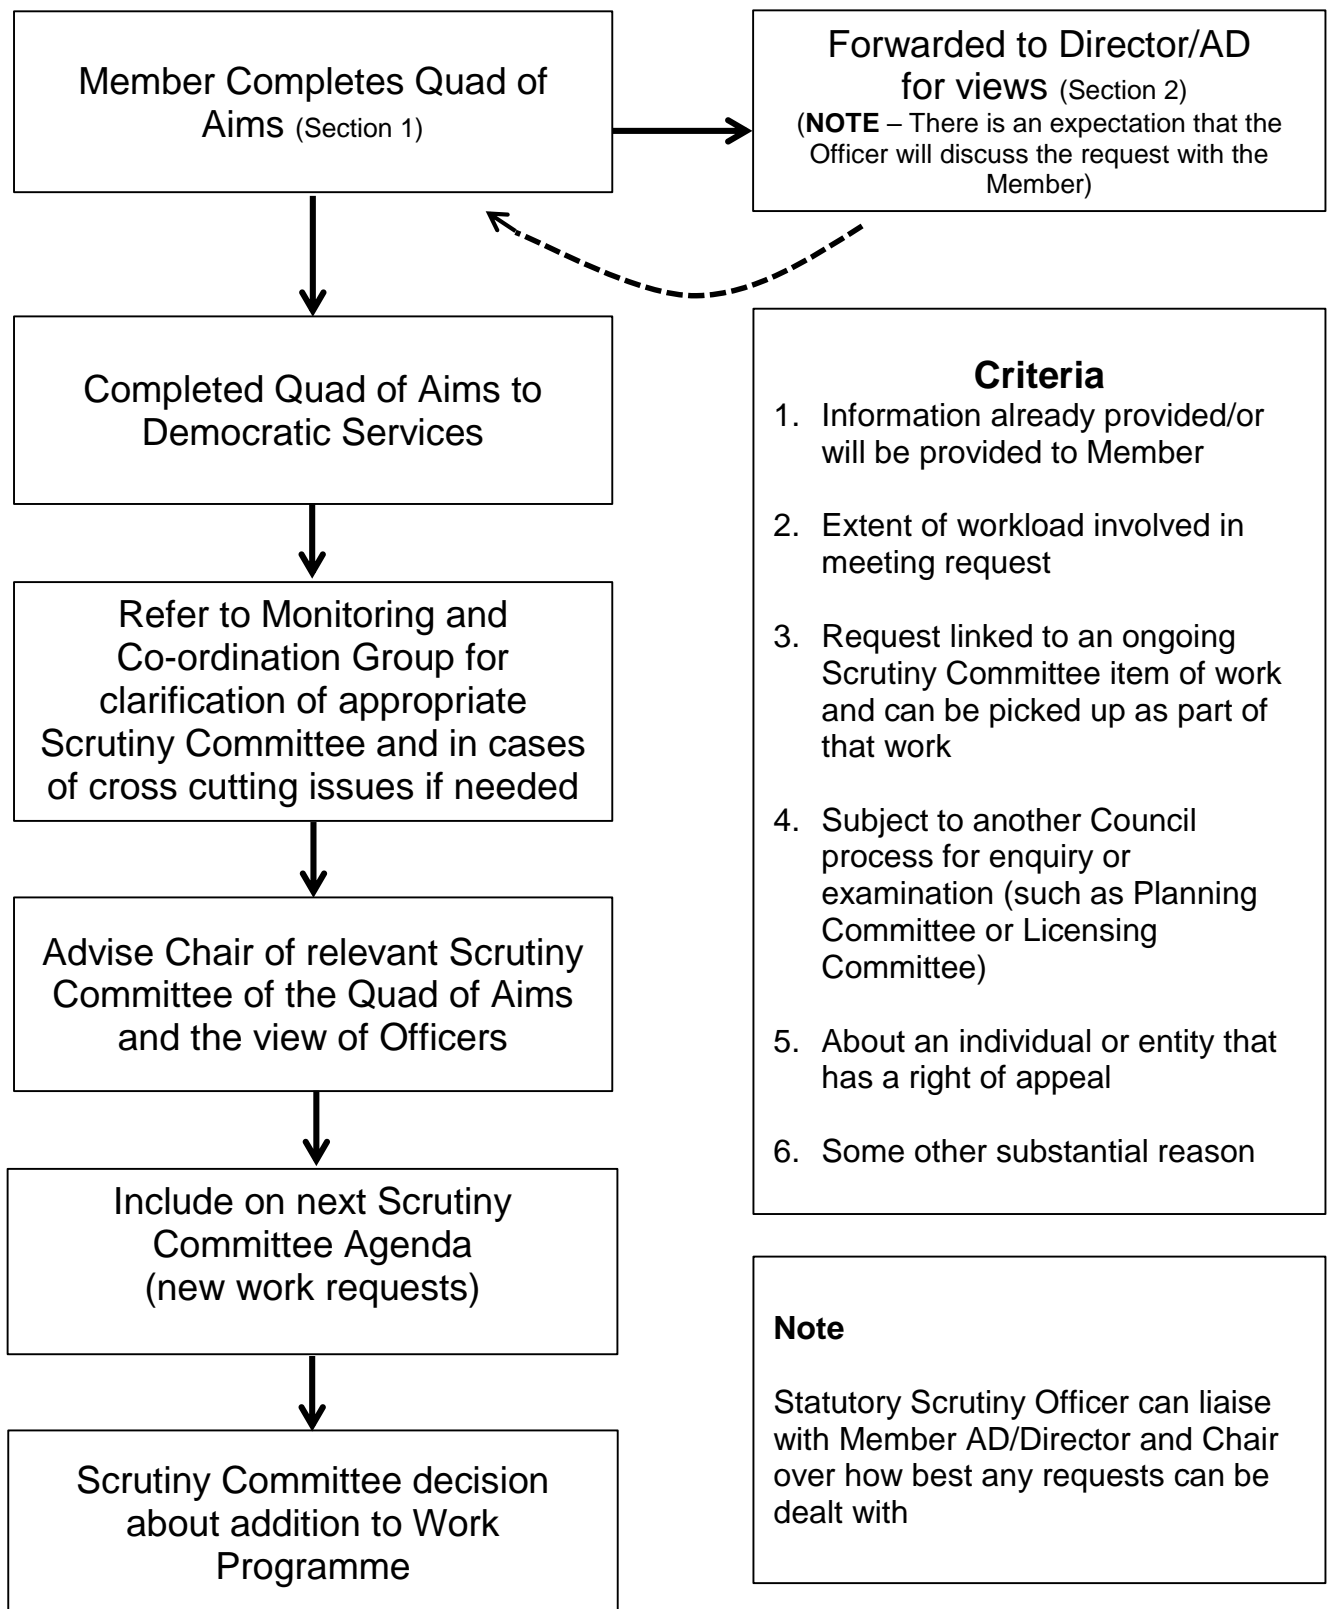 Member Completes Quad of
Aims (Section 1)
Forwarded to Director/AD
for views (Section 2)
(NOTE – There is an expectation that the
Officer will discuss the request with the
Member)
Completed Quad of Aims to
Democratic Services
Refer to Monitoring and
Co-ordination Group for
clarification of appropriate
Scrutiny Committee and in cases
of cross cutting issues if needed
Advise Chair of relevant Scrutiny
Committee of the Quad of Aims
and the view of Officers
Include on next Scrutiny
Committee Agenda
(new work requests)
Scrutiny Committee decision
about addition to Work
Programme
Criteria
1. Information already provided/or
will be provided to Member
2. Extent of workload involved in
meeting request
3. Request linked to an ongoing
Scrutiny Committee item of work
and can be picked up as part of
that work
4. Subject to another Council
process for enquiry or
examination (such as Planning
Committee or Licensing
Committee)
5. About an individual or entity that
has a right of appeal
6. Some other substantial reason
Note
Statutory Scrutiny Officer can liaise
with Member AD/Director and Chair
over how best any requests can be
dealt with